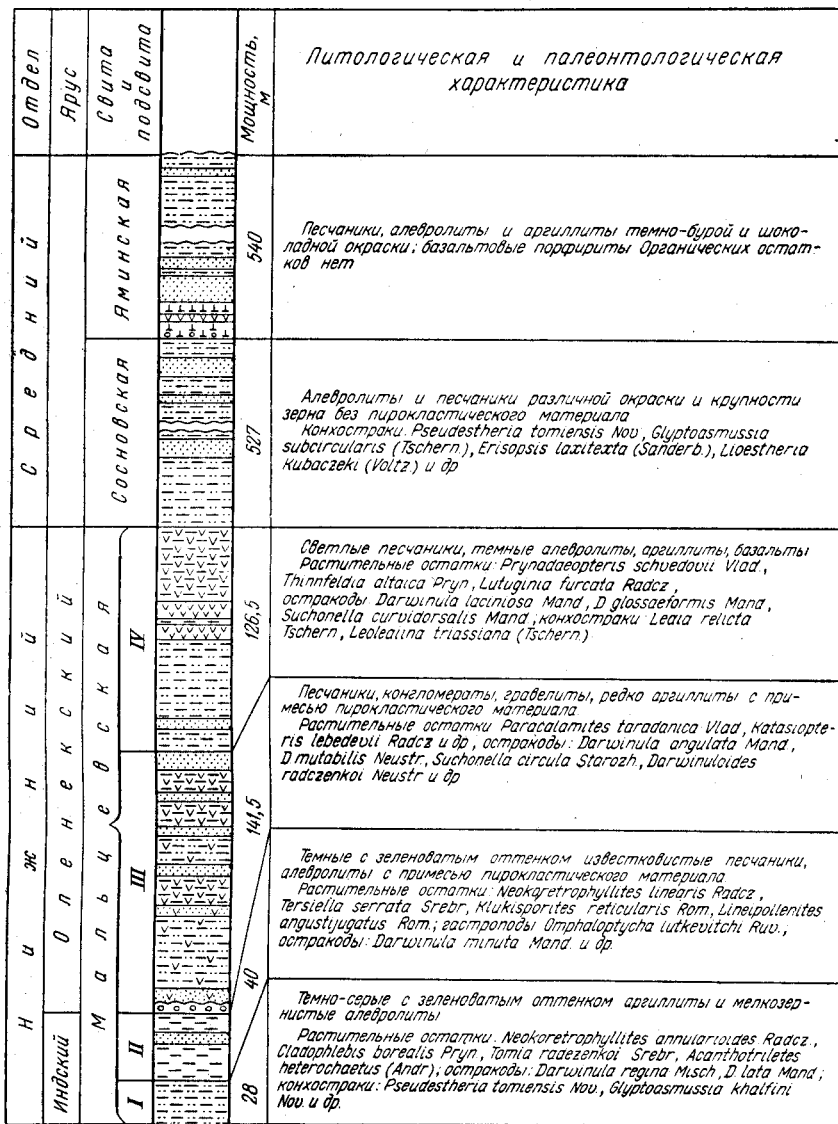 Отдел
Ярус
Свита
и
подсвита
Мощность,
м
Литологическая и палеонтологическая
характеристика
Средний
Яминская
540
Песчаники, алевролиты и аргиллиты темно-бурой и шоко-
ладной окраски; базальтовые порфириты Органических остат-
ков нет
Сосновская
527
Алевролиты и песчаники различной окраски и крупности
зерна без пирокластического материала
Конхостраки: Pseudestheria tomiensis Nov, Glyptoasmussia
subcircularis (Tschern.), Erisopsis laxitexta (Sanderb.), Lioestheria
kubaczeki (Voltz.) и др
Нижний
Оленекский
Мальцевская
IV
126,5
Светлые песчаники, темные алевролиты, аргиллиты, базальты
Растительные остатки: Prynadaeopteris schvedovii Vlad.,
Thinnfeldia altaica Pryn, Lutuginia furcata Radcz,
остракоды: Darwinula laciniosa Mand, D glossaeformis Mand,
Suchonella curvidorsalis Mand; конхостраки Leaia relicta
Tschern, Leoleaiina triassiana (Tschern.)
III
141,5
Песчаники, конгломераты, гравелиты, редко аргиллиты с при-
месью пирокластического материала.
Растительные остатки Paracalamites taradanica Vlad, Katasiopte-
ris lebedevii Radcz и др, остракоды: Darwinula angulata Mand,
D mutabilis Neustr, Suchonella circula Starozh., Darwinuloides
radczenkoi Neustr и др
40
Темные с зеленоватым оттенком известковистые песчаники,
алевролиты с примесью пирокластического материала.
Растительные остатки: Neokoretrophyllites linearis Radcz,
Tersiella serrata Srebr, Klukisporites reticularis Rom, Lineipollenites
angustijugatus Rom.; гастроподы Omphaloptycha lutkevitchi Ruv.;
остракоды: Darwinula minuta Mand. и др.
Индский
II
I
28
Темно-серые с зеленоватым оттенком аргиллиты и мелкозер-
нистые алевролиты
Растительные остатки: Neokoretrophyllites annularioides Radcz.,
Cladophlebis borealis Pryn., Tomia radezenkoi Srebr, Acanthotriletes
heterochaetus (Andr); остракоды: Darwinula regina Misch, D lata Mand;
конхостраки: Pseudestheria tomiensis Nov., Glyptoasmussia khalfini
Nov. и др.